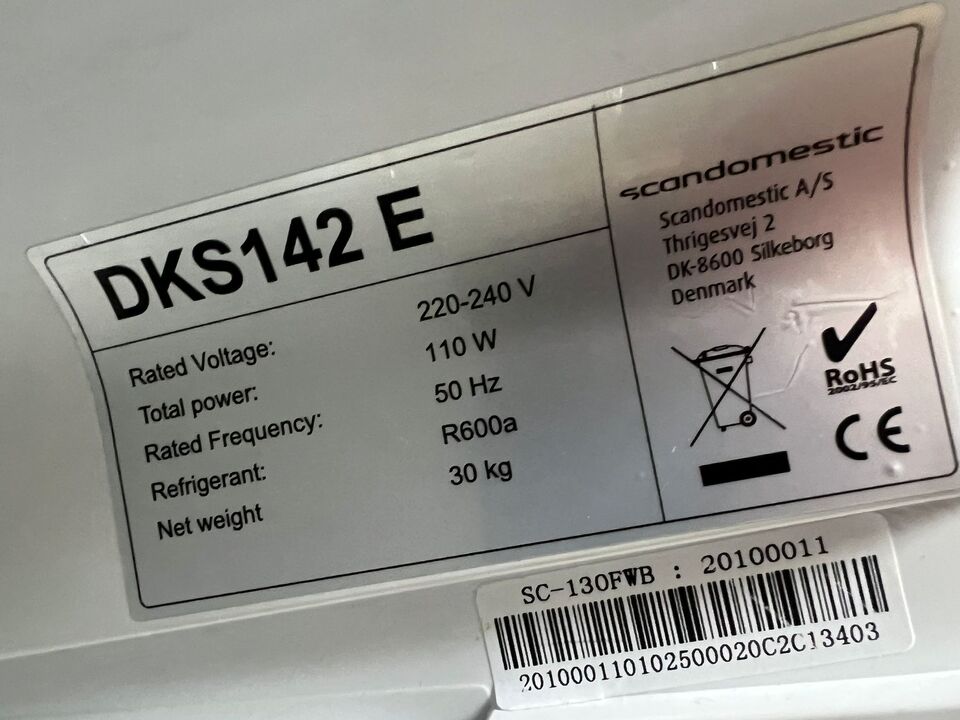 DKS142 E
Rated Voltage: 220-240 V
Total power: 110 W
Rated Frequency: 50 Hz
Refrigerant: R600a
Net weight 30 kg
scandomestic
Scandomestic A/S
Thrigesvej 2
DK-8600 Silkeborg
Denmark
RoHS
2002/95/EC
CE
SC-130FWB : 20100011
201000110102500020C2C13403